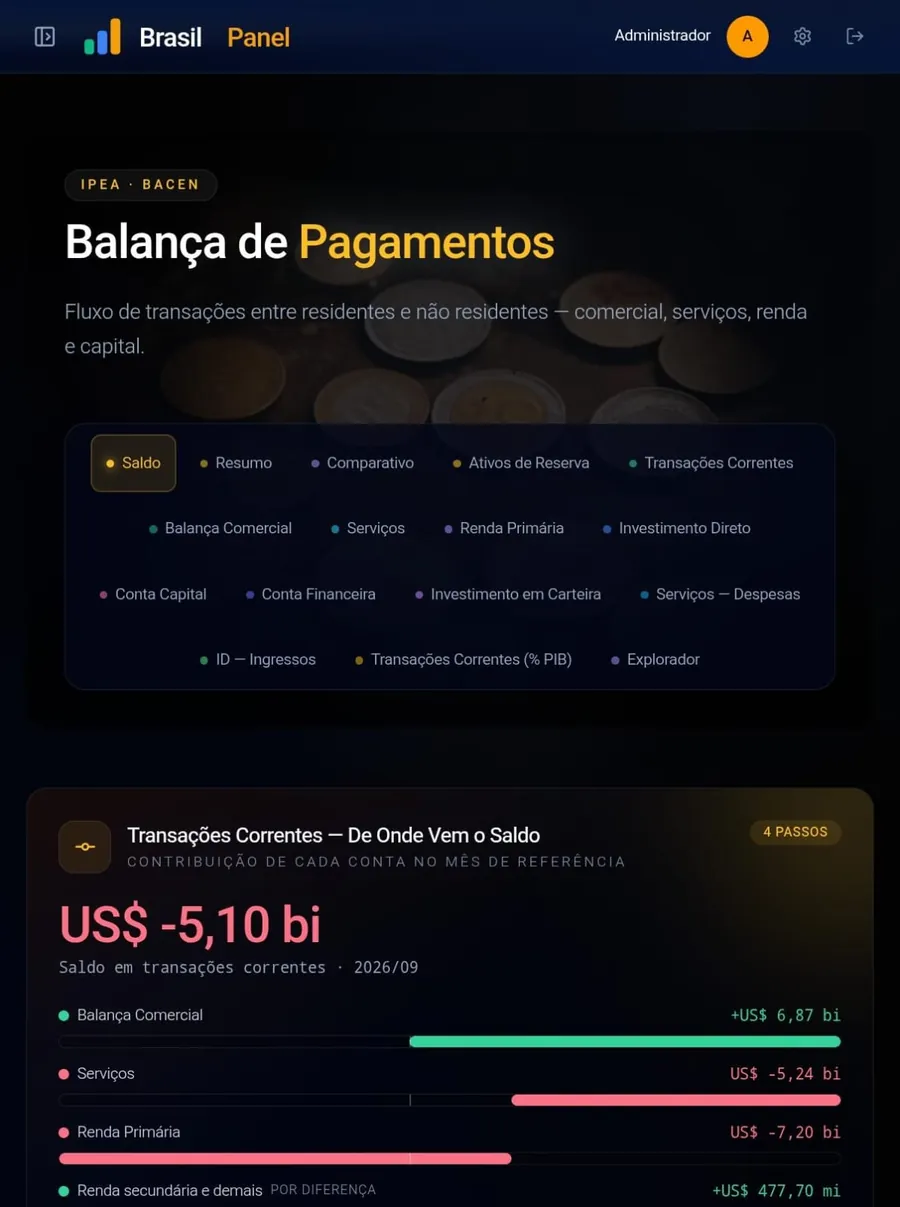 Brasil Panel
Administrador A
IPEA · BACEN
Balança de Pagamentos
Fluxo de transações entre residentes e não residentes — comercial, serviços, renda
e capital.
Saldo Resumo Comparativo Ativos de Reserva Transações Correntes
Balança Comercial Serviços Renda Primária Investimento Direto
Conta Capital Conta Financeira Investimento em Carteira Serviços — Despesas
ID — Ingressos Transações Correntes (% PIB) Explorador
Transações Correntes — De Onde Vem o Saldo 4 PASSOS
CONTRIBUIÇÃO DE CADA CONTA NO MÊS DE REFERÊNCIA
US$ -5,10 bi
Saldo em transações correntes · 2026/09
Balança Comercial +US$ 6,87 bi
Serviços US$ -5,24 bi
Renda Primária US$ -7,20 bi
Renda secundária e demais POR DIFERENÇA +US$ 477,70 mi